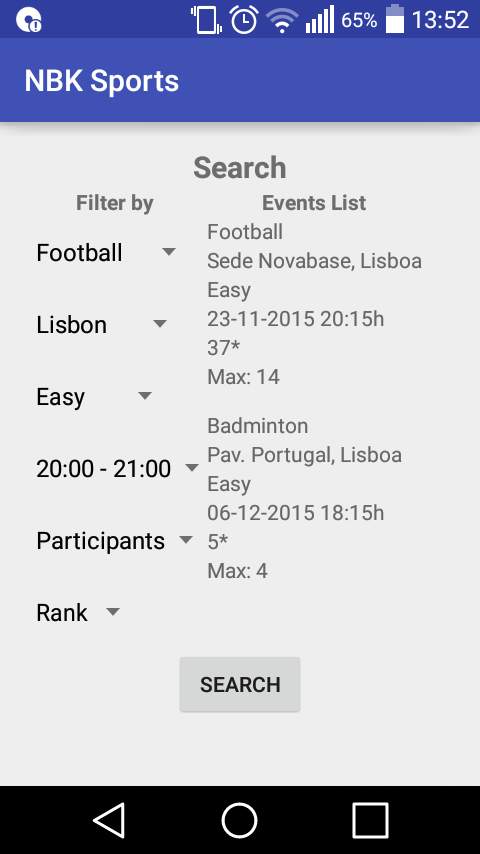 65% 13:52
NBK Sports
Search
Filter by
Events List
Football
Lisbon
Easy
20:00 - 21:00
Participants
Rank
Football
Sede Novabase, Lisboa
Easy
23-11-2015 20:15h
37*
Max: 14
Badminton
Pav. Portugal, Lisboa
Easy
06-12-2015 18:15h
5*
Max: 4
SEARCH